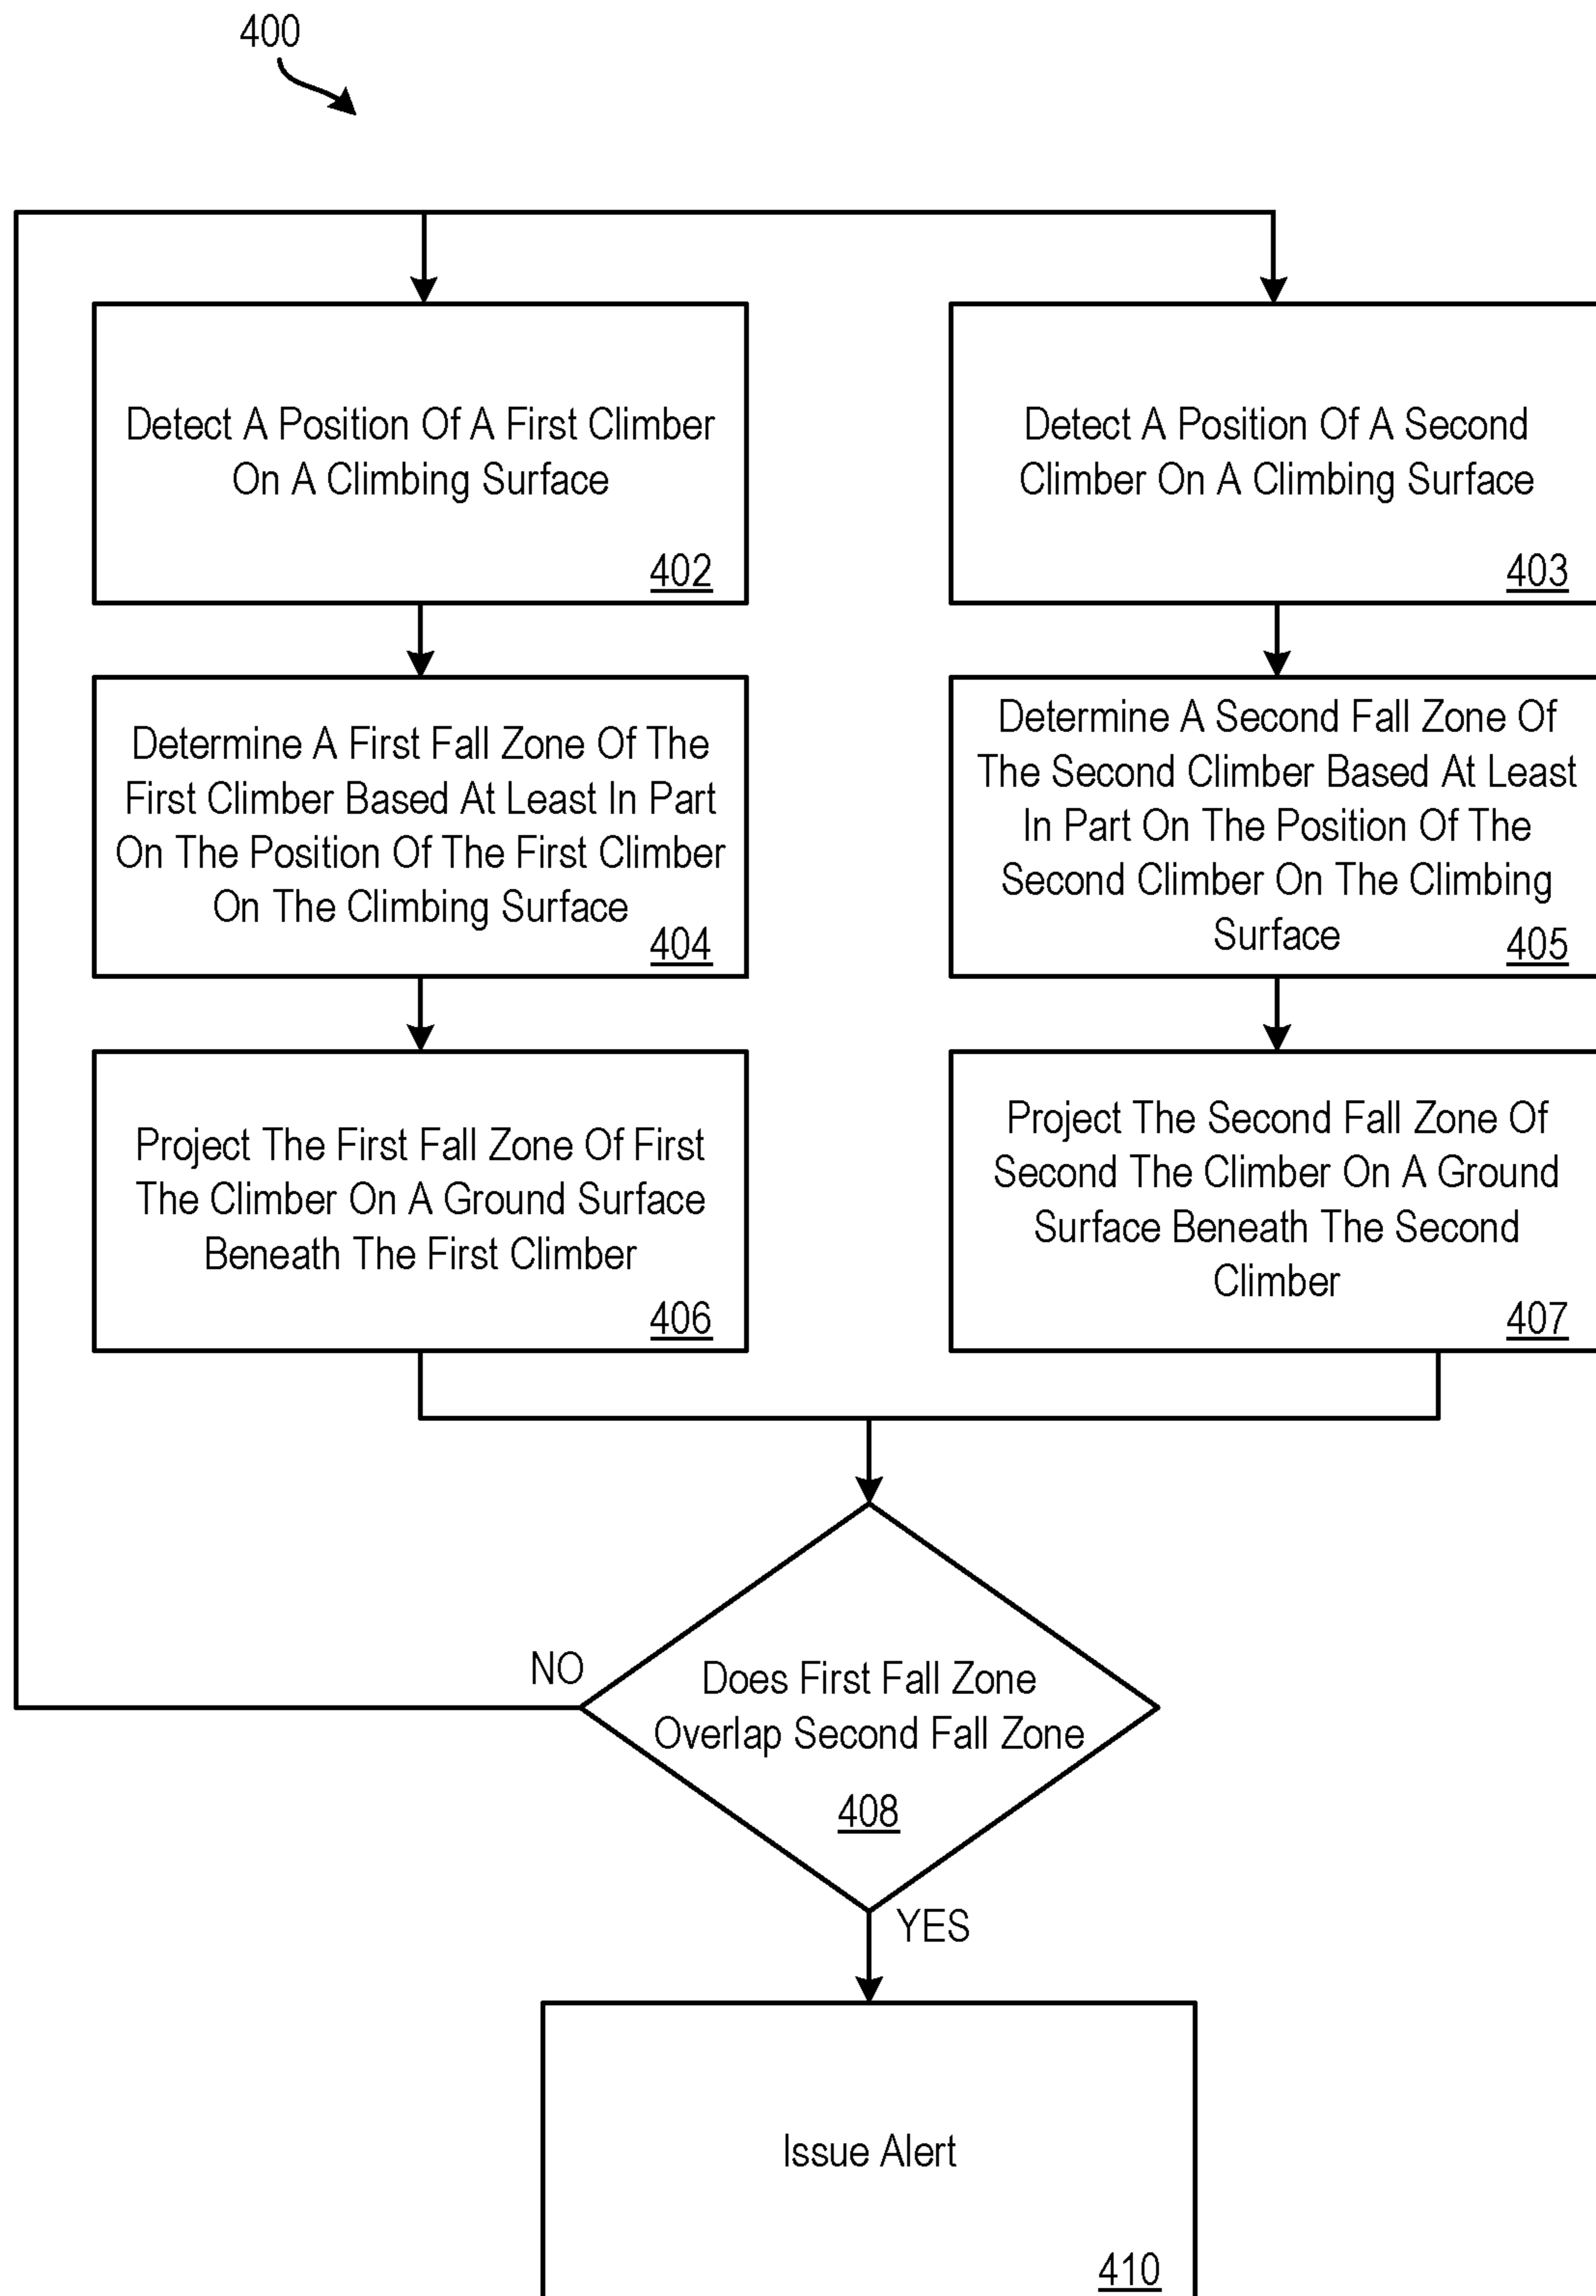 400
Detect A Position Of A First Climber
On A Climbing Surface
402
Detect A Position Of A Second
Climber On A Climbing Surface
403
Determine A First Fall Zone Of The
First Climber Based At Least In Part
On The Position Of The First Climber
On The Climbing Surface
404
Determine A Second Fall Zone Of
The Second Climber Based At Least
In Part On The Position Of The
Second Climber On The Climbing
Surface
405
Project The First Fall Zone Of First
The Climber On A Ground Surface
Beneath The First Climber
406
Project The Second Fall Zone Of
Second The Climber On A Ground
Surface Beneath The Second
Climber
407
NO
Does First Fall Zone
Overlap Second Fall Zone
408
YES
Issue Alert
410